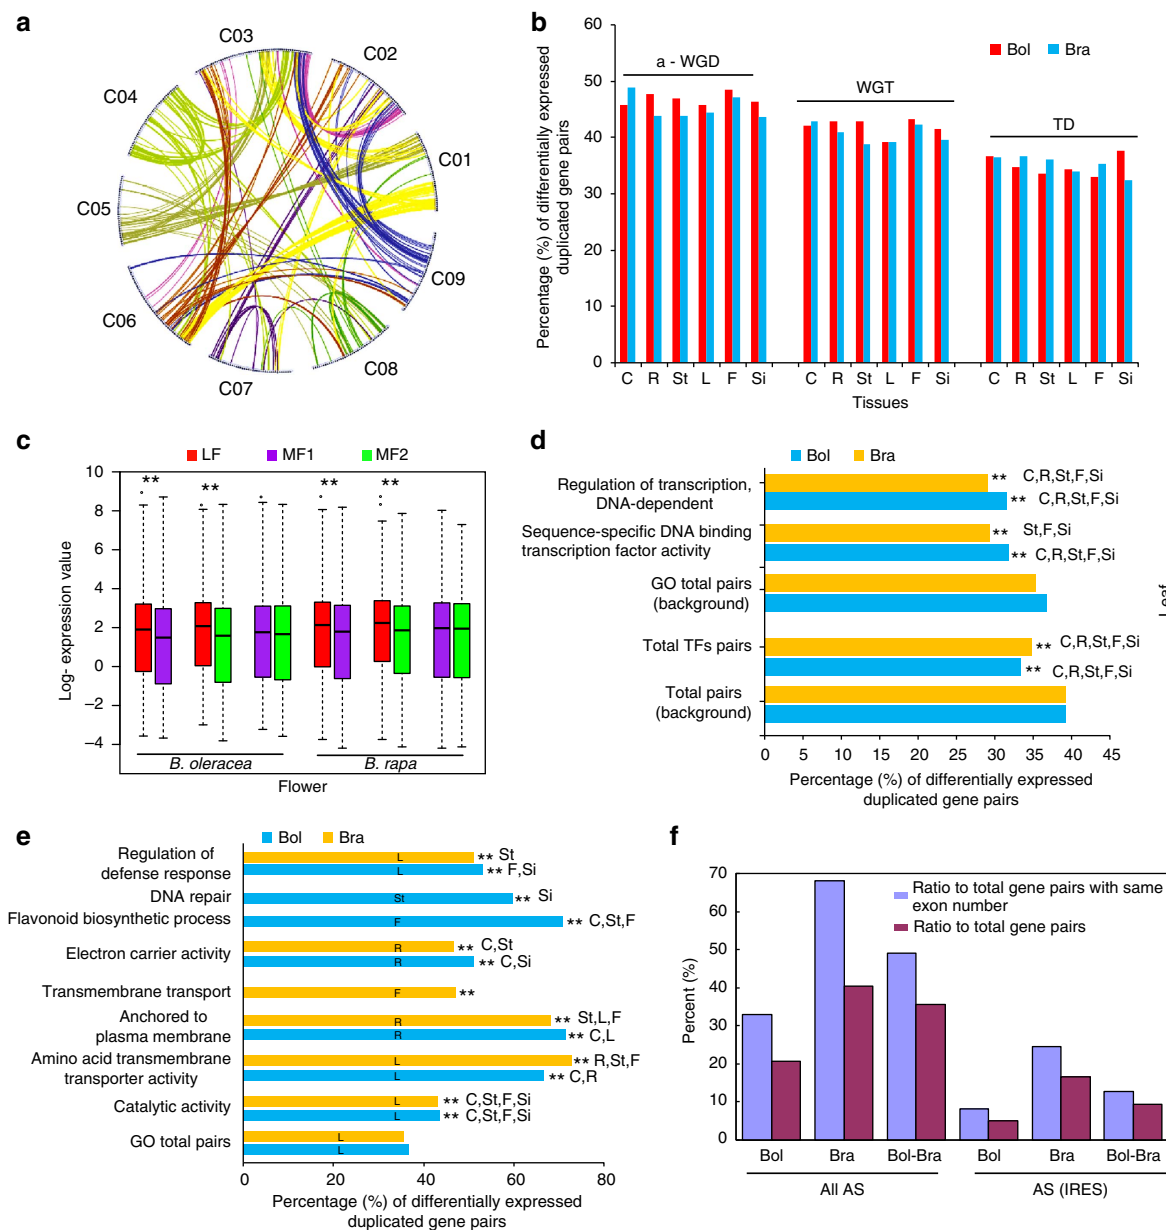 a
C03
C02
C04
C01
C05
C09
C06
C08
C07
b
Percentage (%) of differentially expressed
duplicated gene pairs
60
50
40
30
20
10
0
Bol Bra
a - WGD
WGT
TD
C R St L F Si C R St L F Si C R St L F Si
Tissues
c
LF MF1 MF2
Log- expression value
10
8
6
4
2
0
−2
−4
** ** ** **
B. oleracea B. rapa
Flower
d
Bol Bra
Regulation of transcription,
DNA-dependent
** C,R,St,F,Si
** C,R,St,F,Si
Sequence-specific DNA binding
transcription factor activity
** St,F,Si
** C,R,St,F,Si
GO total pairs
(background)
Total TFs pairs
** C,R,St,F,Si
** C,R,St,F,Si
Total pairs
(background)
0 5 10 15 20 25 30 35 40 45
Percentage (%) of differentially expressed
duplicated gene pairs
Leaf
e
Bol Bra
Regulation of
defense response
L ** St
L ** F,Si
DNA repair
St ** Si
Flavonoid biosynthetic process
F ** C,St,F
Electron carrier activity
R ** C,St
R ** C,Si
Transmembrane transport
F **
Anchored to
plasma membrane
R ** St,L,F
R ** C,L
Amino acid transmembrane
transporter activity
L ** R,St,F
L ** C,R
Catalytic activity
L ** C,St,F,Si
L ** C,St,F,Si
GO total pairs
L
L
0 20 40 60 80
Percentage (%) of differentially expressed
duplicated gene pairs
f
Percent (%)
70
60
50
40
30
20
10
0
Ratio to total gene pairs with same
exon number
Ratio to total gene pairs
Bol Bra Bol-Bra Bol Bra Bol-Bra
All AS AS (IRES)